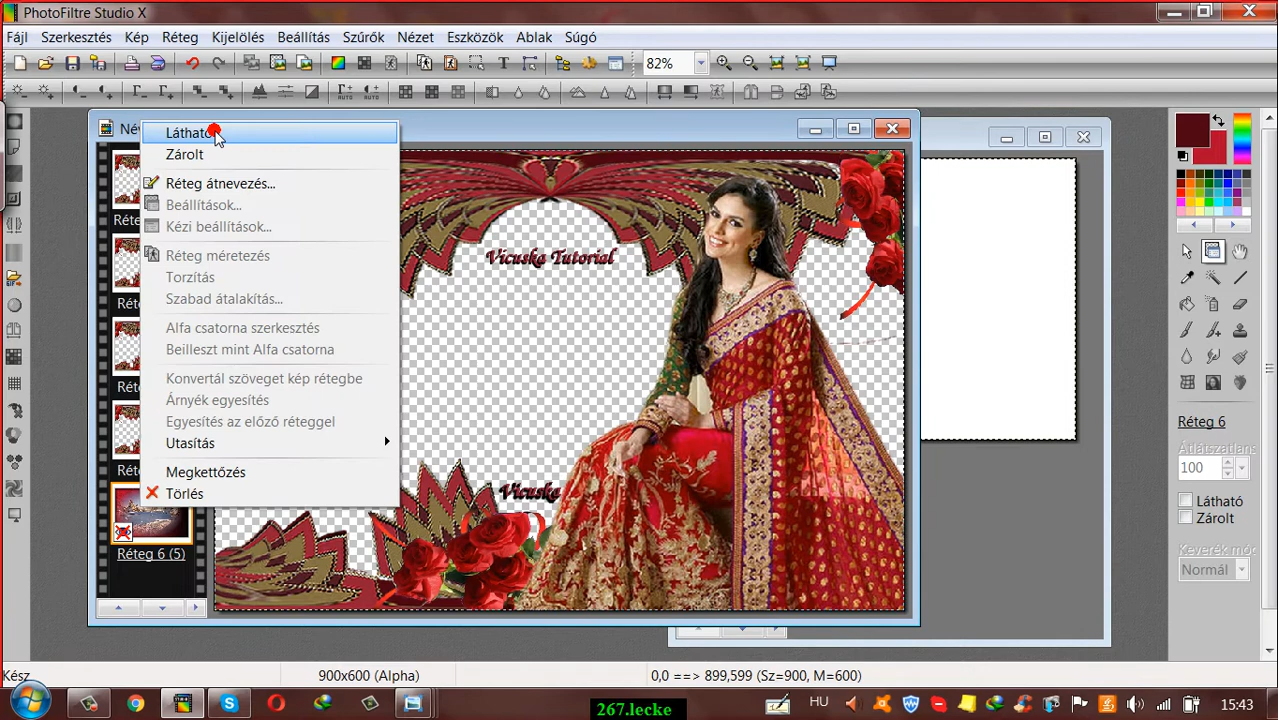 PhotoFiltre Studio X
Fájl Szerkesztés Kép Réteg Kijelölés Beállítás Szűrők Nézet Eszközök Ablak Súgó
82%
Látható
Zárolt
Réteg átnevezés...
Beállítások...
Kézi beállítások...
Réteg méretezés
Torzítás
Szabad átalakítás...
Alfa csatorna szerkesztés
Beilleszt mint Alfa csatorna
Konvertál szöveget kép rétegbe
Árnyék egyesítés
Egyesítés az előző réteggel
Utasítás
Megkettőzés
Törlés
Réteg 6 (5)
Vicuska Tutorial
Vicuska
Réteg 6
100
Látható
Zárolt
Normál
Kész 900x600 (Alpha) 0,0 ==> 899,599 (Sz=900, M=600)
267.lecke
HU
15:43